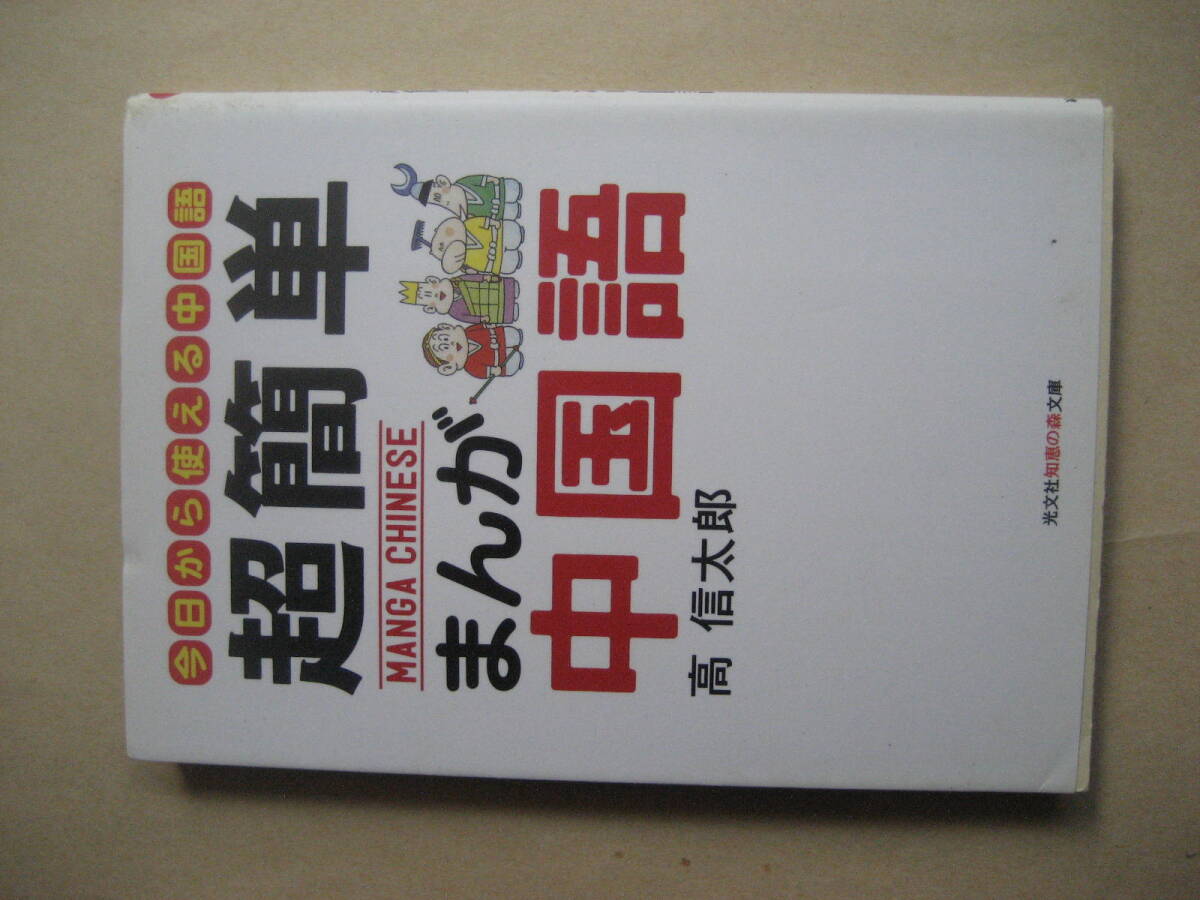 今日から使える中国語
超簡単
MANGA CHINESE
まんが
中国語
高 信太郎
光文社知恵の森文庫